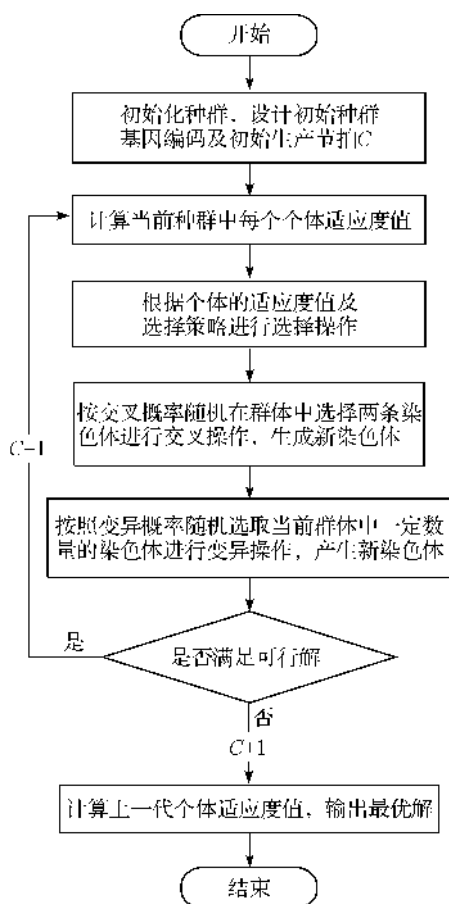 开始
初始化种群、设计初始种群
基因编码及初始生产节拍C
计算当前种群中每个个体适应度值
根据个体的适应度值及
选择策略进行选择操作
按交叉概率随机在群体中选择两条染
色体进行交叉操作，生成新染色体
C-1
按照变异概率随机选取当前群体中一定数
量的染色体进行变异操作，产生新染色体
是
是否满足可行解
否
C+1
计算上一代个体适应度值，输出最优解
结束